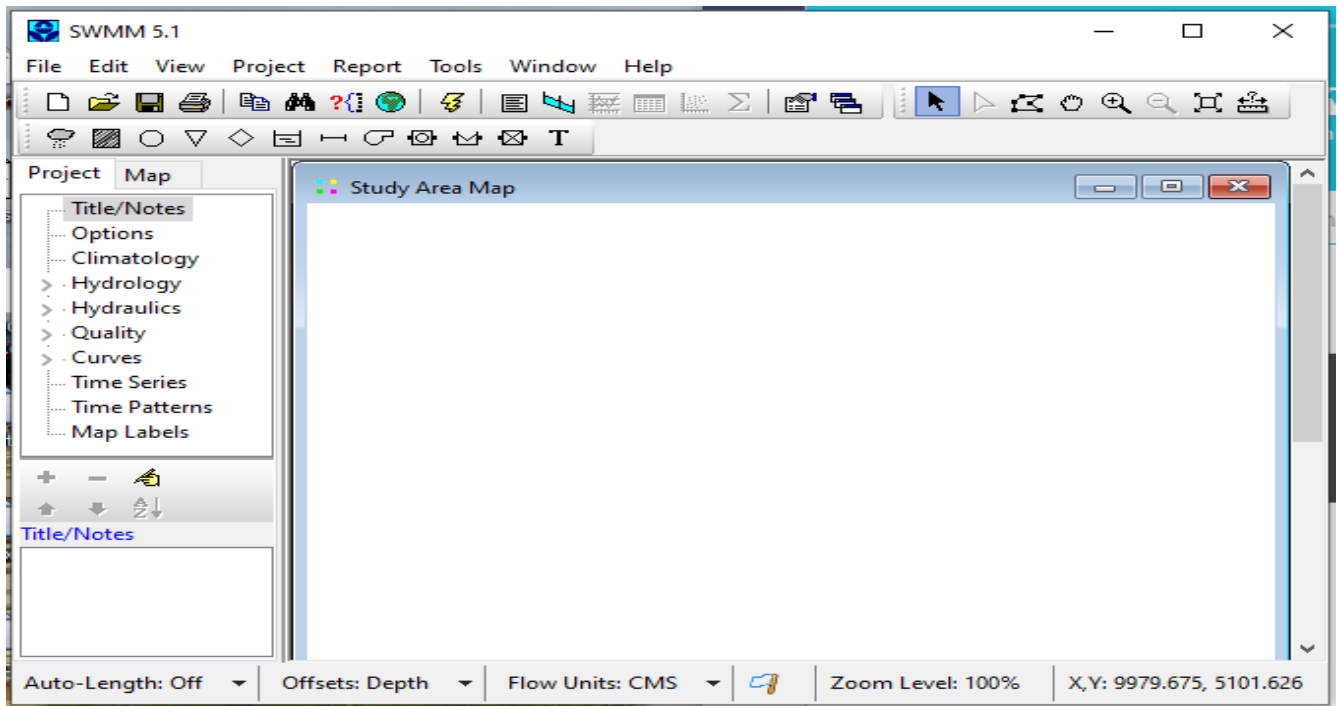 SWMM 5.1
File Edit View Project Report Tools Window Help
T
Project Map
Study Area Map
Title/Notes
Options
Climatology
Hydrology
Hydraulics
Quality
Curves
Time Series
Time Patterns
Map Labels
Title/Notes
Auto-Length: Off Offsets: Depth Flow Units: CMS Zoom Level: 100% X,Y: 9979.675, 5101.626